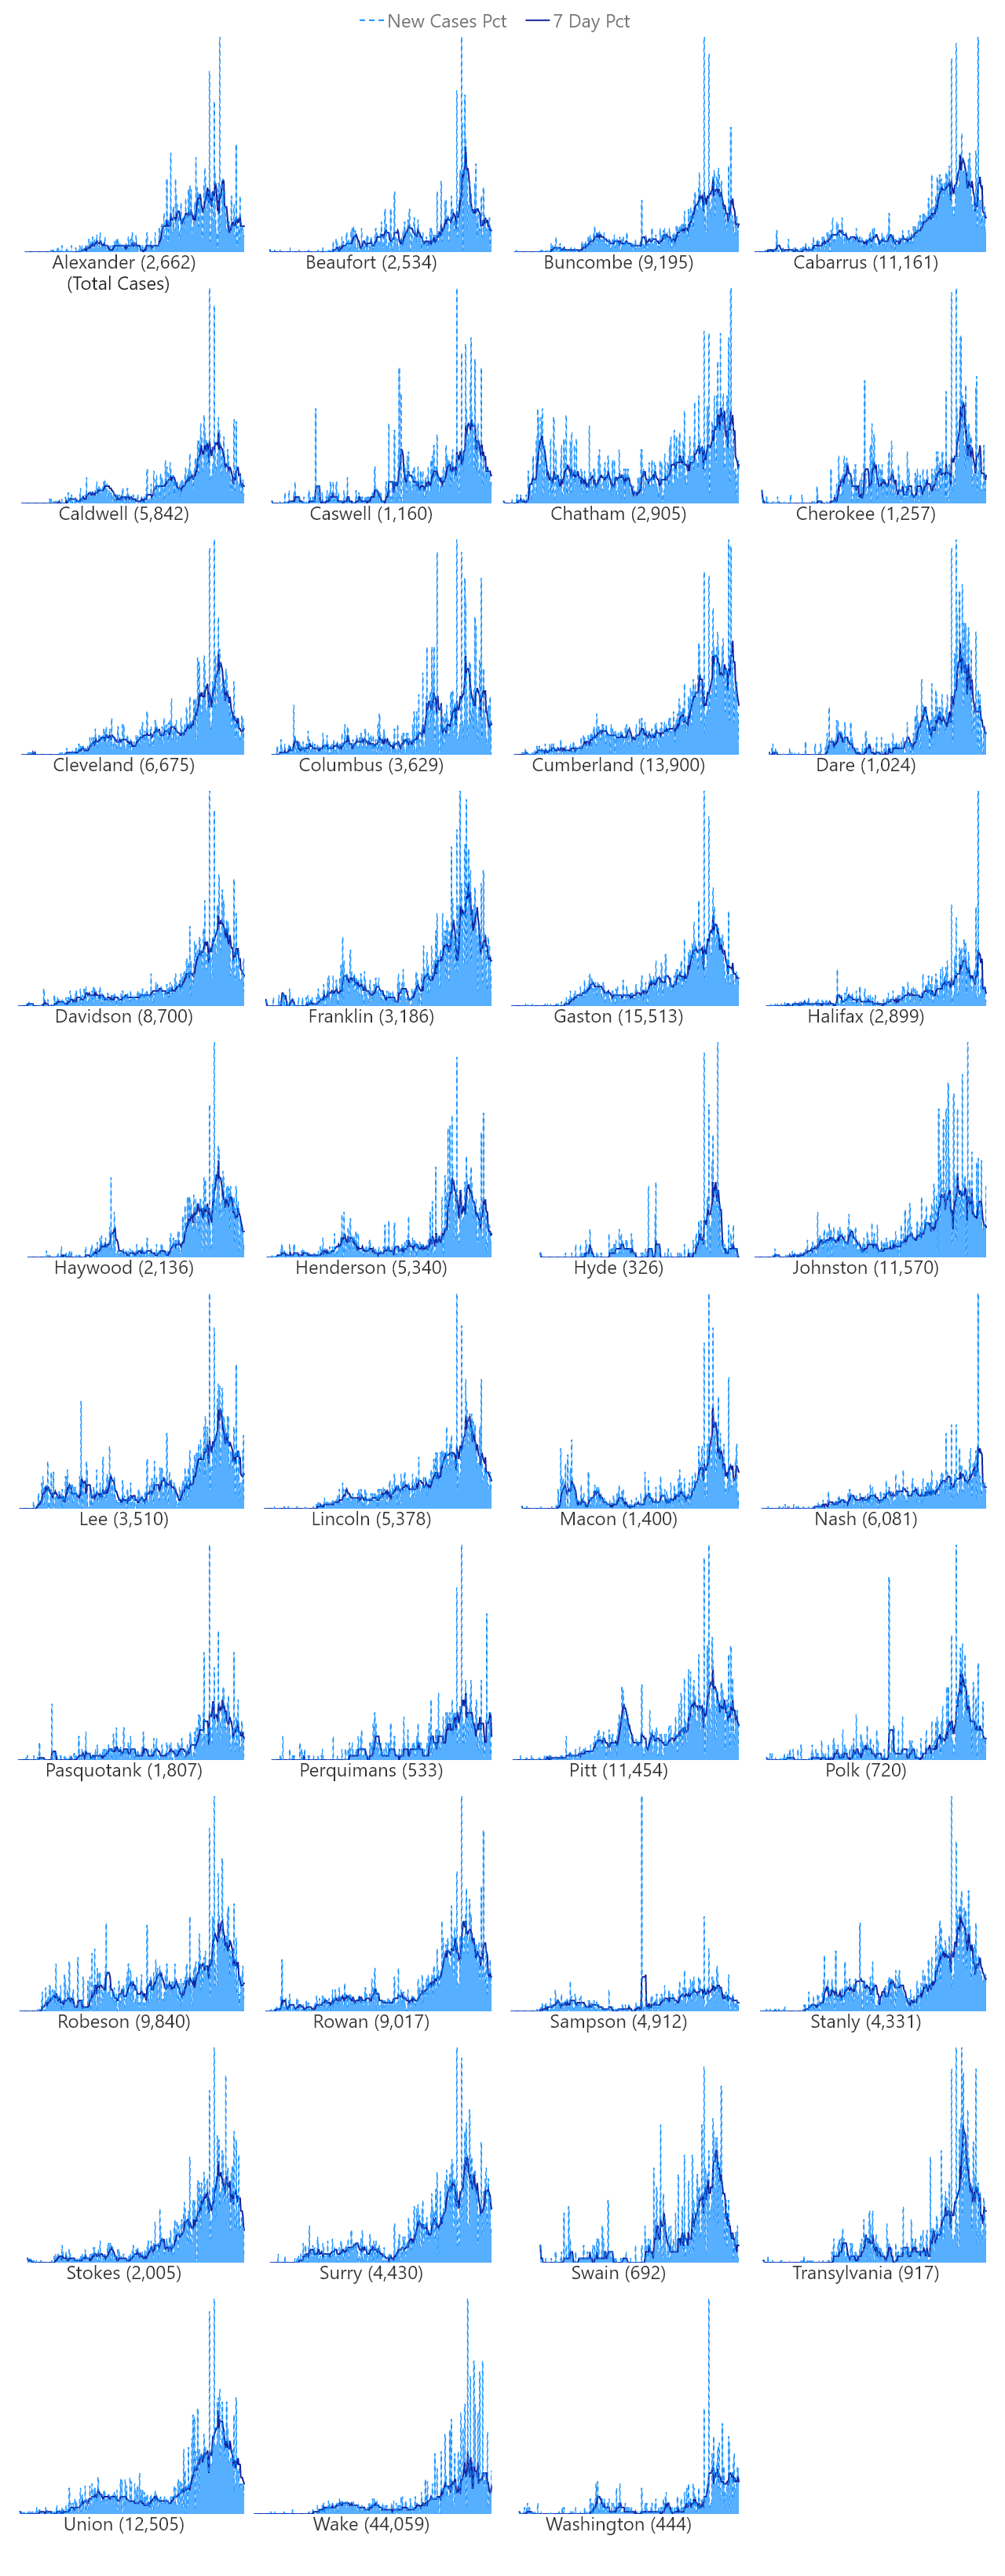 New Cases Pct 7 Day Pct
Alexander (2,662) Beaufort (2,534) Buncombe (9,195) Cabarrus (11,161)
(Total Cases)
Caldwell (5,842) Caswell (1,160) Chatham (2,905) Cherokee (1,257)
Cleveland (6,675) Columbus (3,629) Cumberland (13,900) Dare (1,024)
Davidson (8,700) Franklin (3,186) Gaston (15,513) Halifax (2,899)
Haywood (2,136) Henderson (5,340) Hyde (326) Johnston (11,570)
Lee (3,510) Lincoln (5,378) Macon (1,400) Nash (6,081)
Pasquotank (1,807) Perquimans (533) Pitt (11,454) Polk (720)
Robeson (9,840) Rowan (9,017) Sampson (4,912) Stanly (4,331)
Stokes (2,005) Surry (4,430) Swain (692) Transylvania (917)
Union (12,505) Wake (44,059) Washington (444)